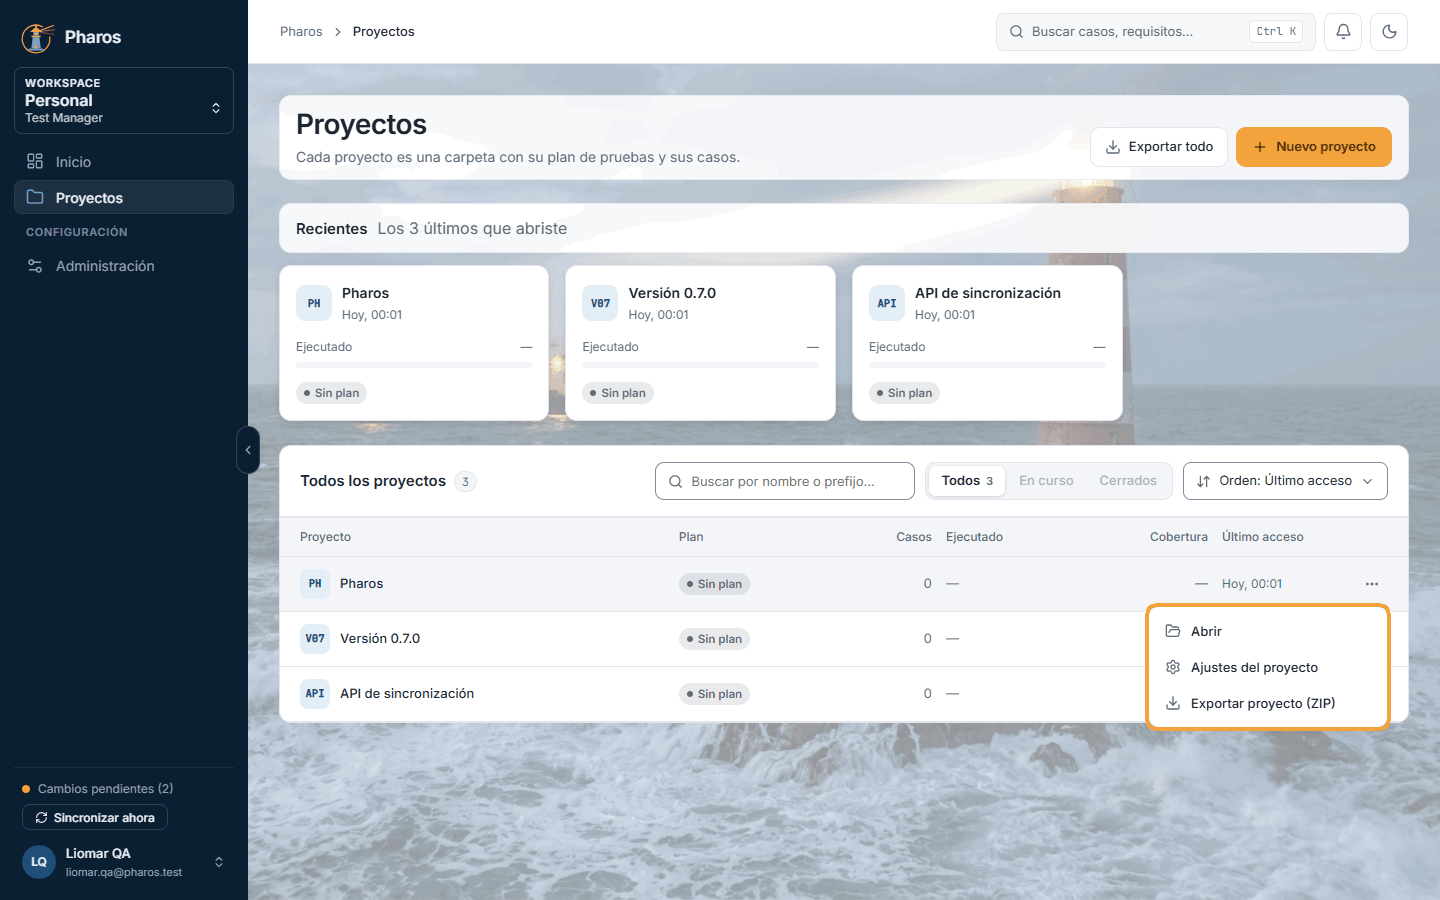 Pharos
WORKSPACE
Personal
Test Manager
Inicio
Proyectos
CONFIGURACIÓN
Administración
Cambios pendientes (2)
Sincronizar ahora
LQ
Liomar QA
liomar.qa@pharos.test
Pharos > Proyectos
Buscar casos, requisitos... Ctrl K
Proyectos
Cada proyecto es una carpeta con su plan de pruebas y sus casos.
Exportar todo
+ Nuevo proyecto
Recientes Los 3 últimos que abriste
PH
Pharos
Hoy, 00:01
Ejecutado —
Sin plan
V07
Versión 0.7.0
Hoy, 00:01
Ejecutado —
Sin plan
API
API de sincronización
Hoy, 00:01
Ejecutado —
Sin plan
Todos los proyectos 3
Buscar por nombre o prefijo...
Todos 3 En curso Cerrados
Orden: Último acceso
Proyecto Plan Casos Ejecutado Cobertura Último acceso
PH Pharos Sin plan 0 — — Hoy, 00:01
V07 Versión 0.7.0 Sin plan 0 —
API API de sincronización Sin plan 0 —
Abrir
Ajustes del proyecto
Exportar proyecto (ZIP)